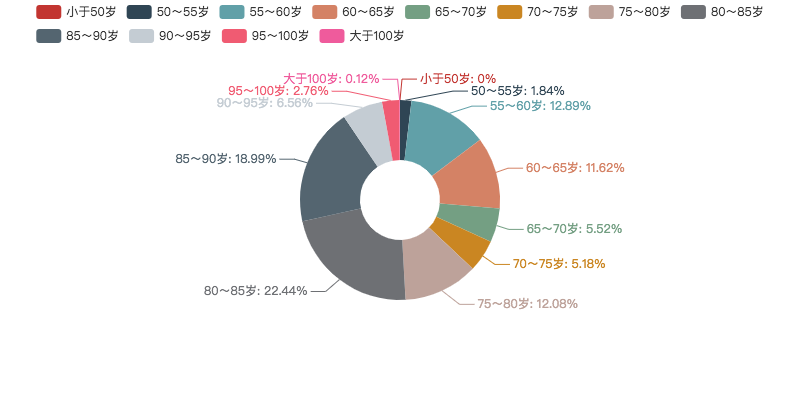 小于50岁 50～55岁 55～60岁 60～65岁 65～70岁 70～75岁 75～80岁 80～85岁
85～90岁 90～95岁 95～100岁 大于100岁
大于100岁: 0.12% 小于50岁: 0%
95～100岁: 2.76% 50～55岁: 1.84%
90～95岁: 6.56% 55～60岁: 12.89%
85～90岁: 18.99% 60～65岁: 11.62%
65～70岁: 5.52%
70～75岁: 5.18%
80～85岁: 22.44% 75～80岁: 12.08%